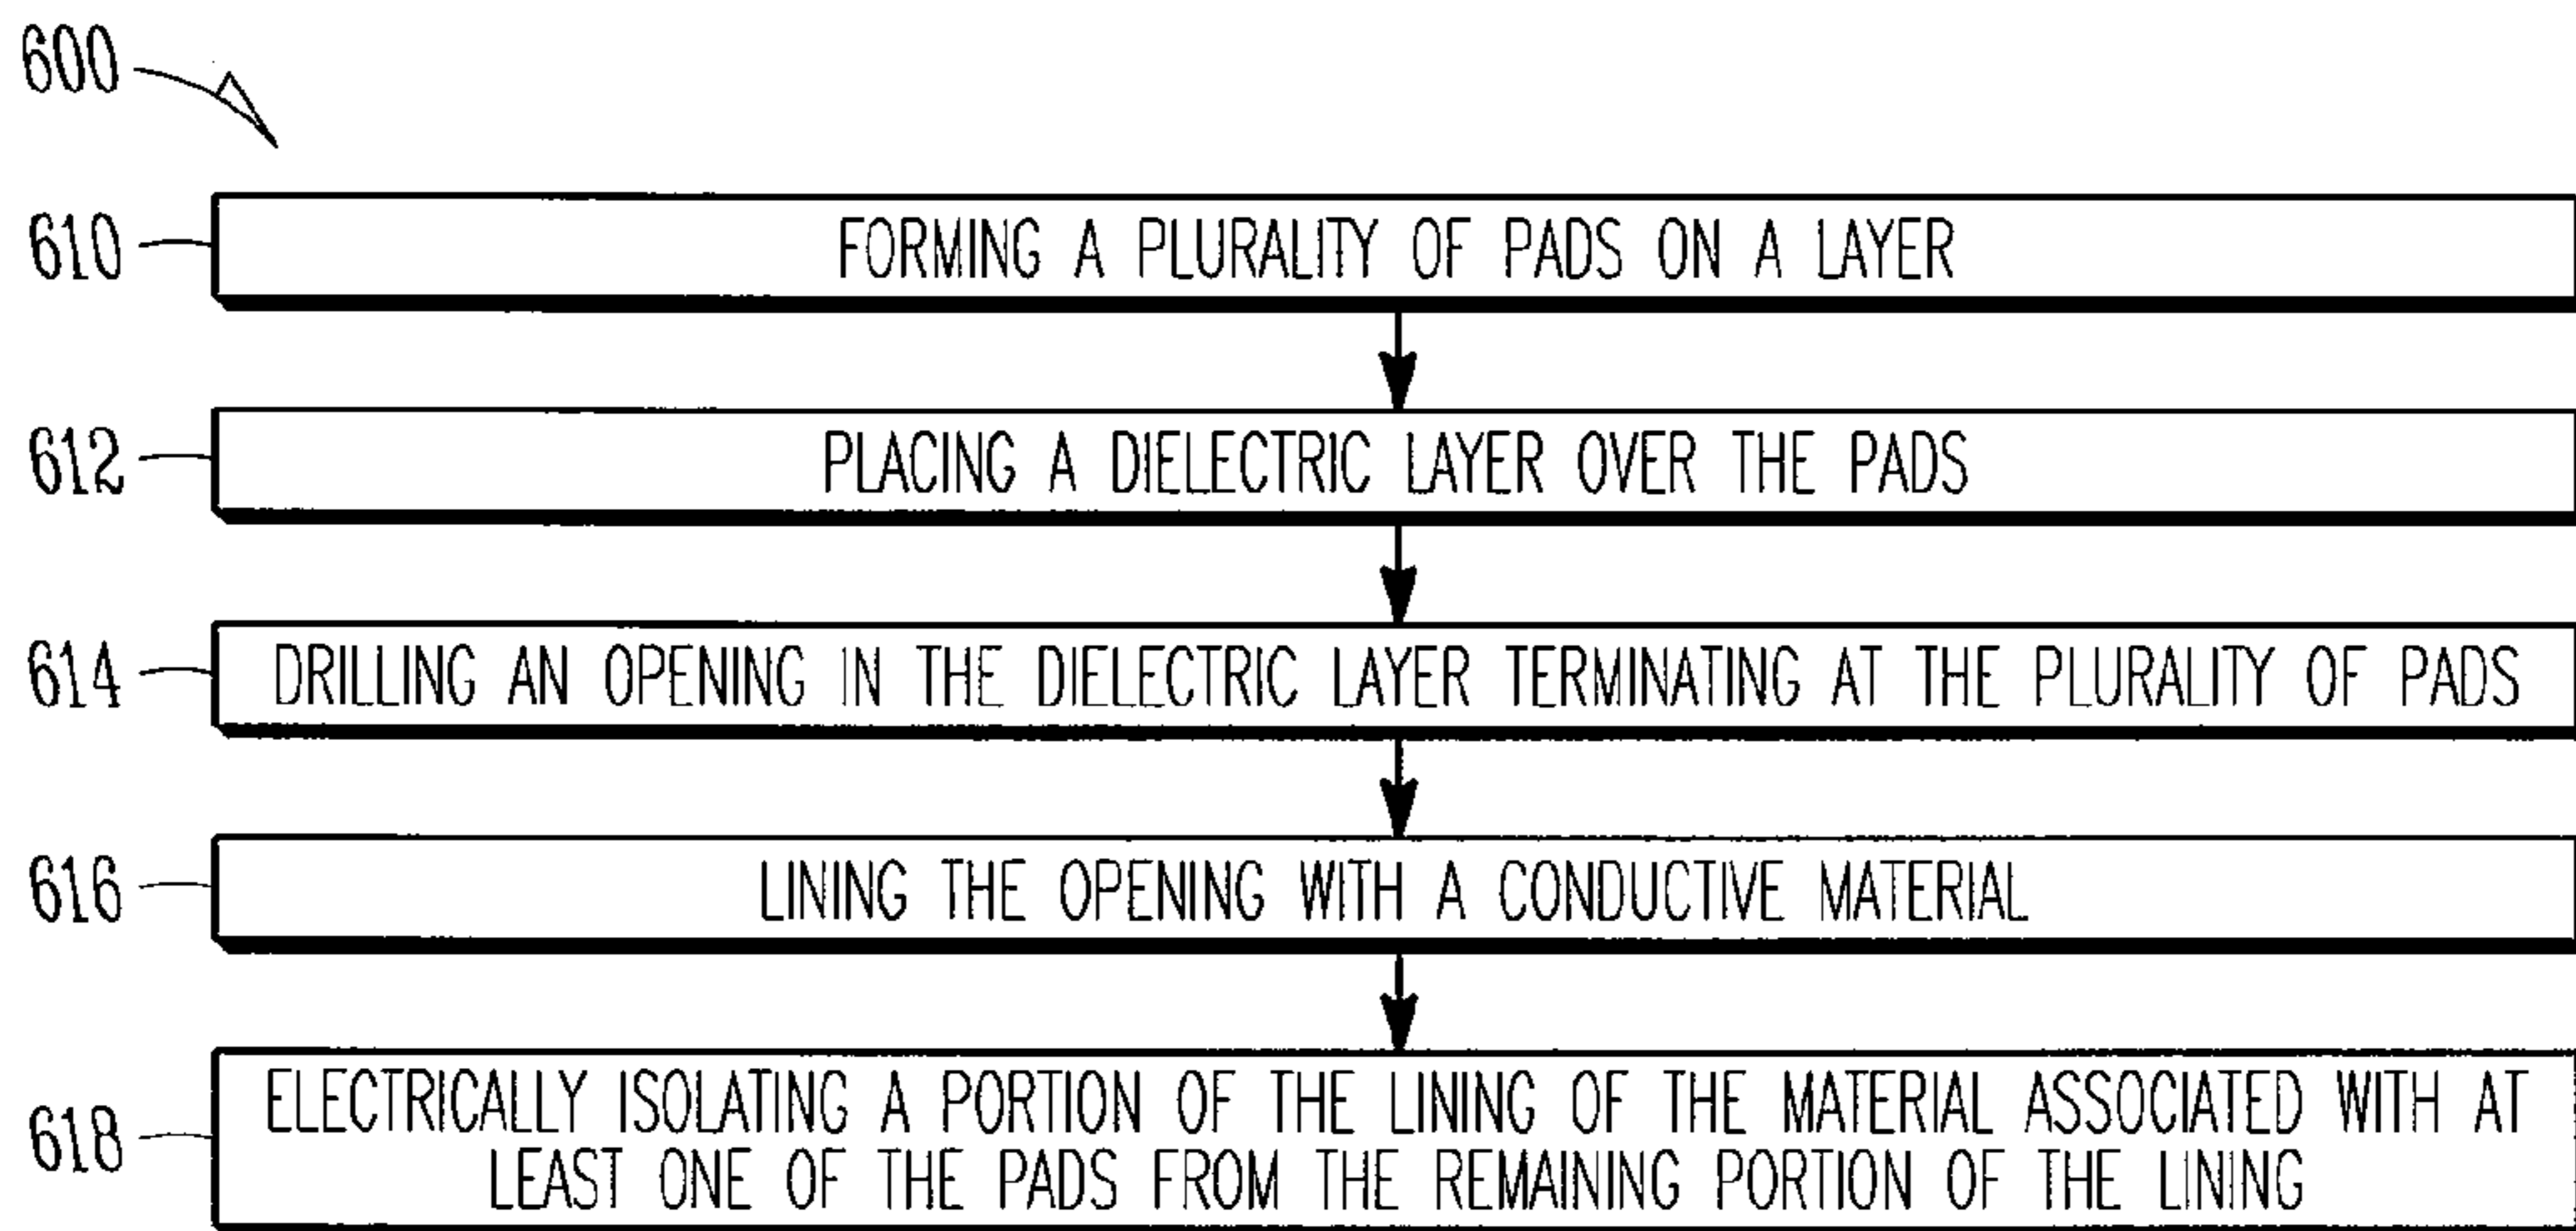 600
610
FORMING A PLURALITY OF PADS ON A LAYER
612
PLACING A DIELECTRIC LAYER OVER THE PADS
614
DRILLING AN OPENING IN THE DIELECTRIC LAYER TERMINATING AT THE PLURALITY OF PADS
616
LINING THE OPENING WITH A CONDUCTIVE MATERIAL
618
ELECTRICALLY ISOLATING A PORTION OF THE LINING OF THE MATERIAL ASSOCIATED WITH AT
LEAST ONE OF THE PADS FROM THE REMAINING PORTION OF THE LINING